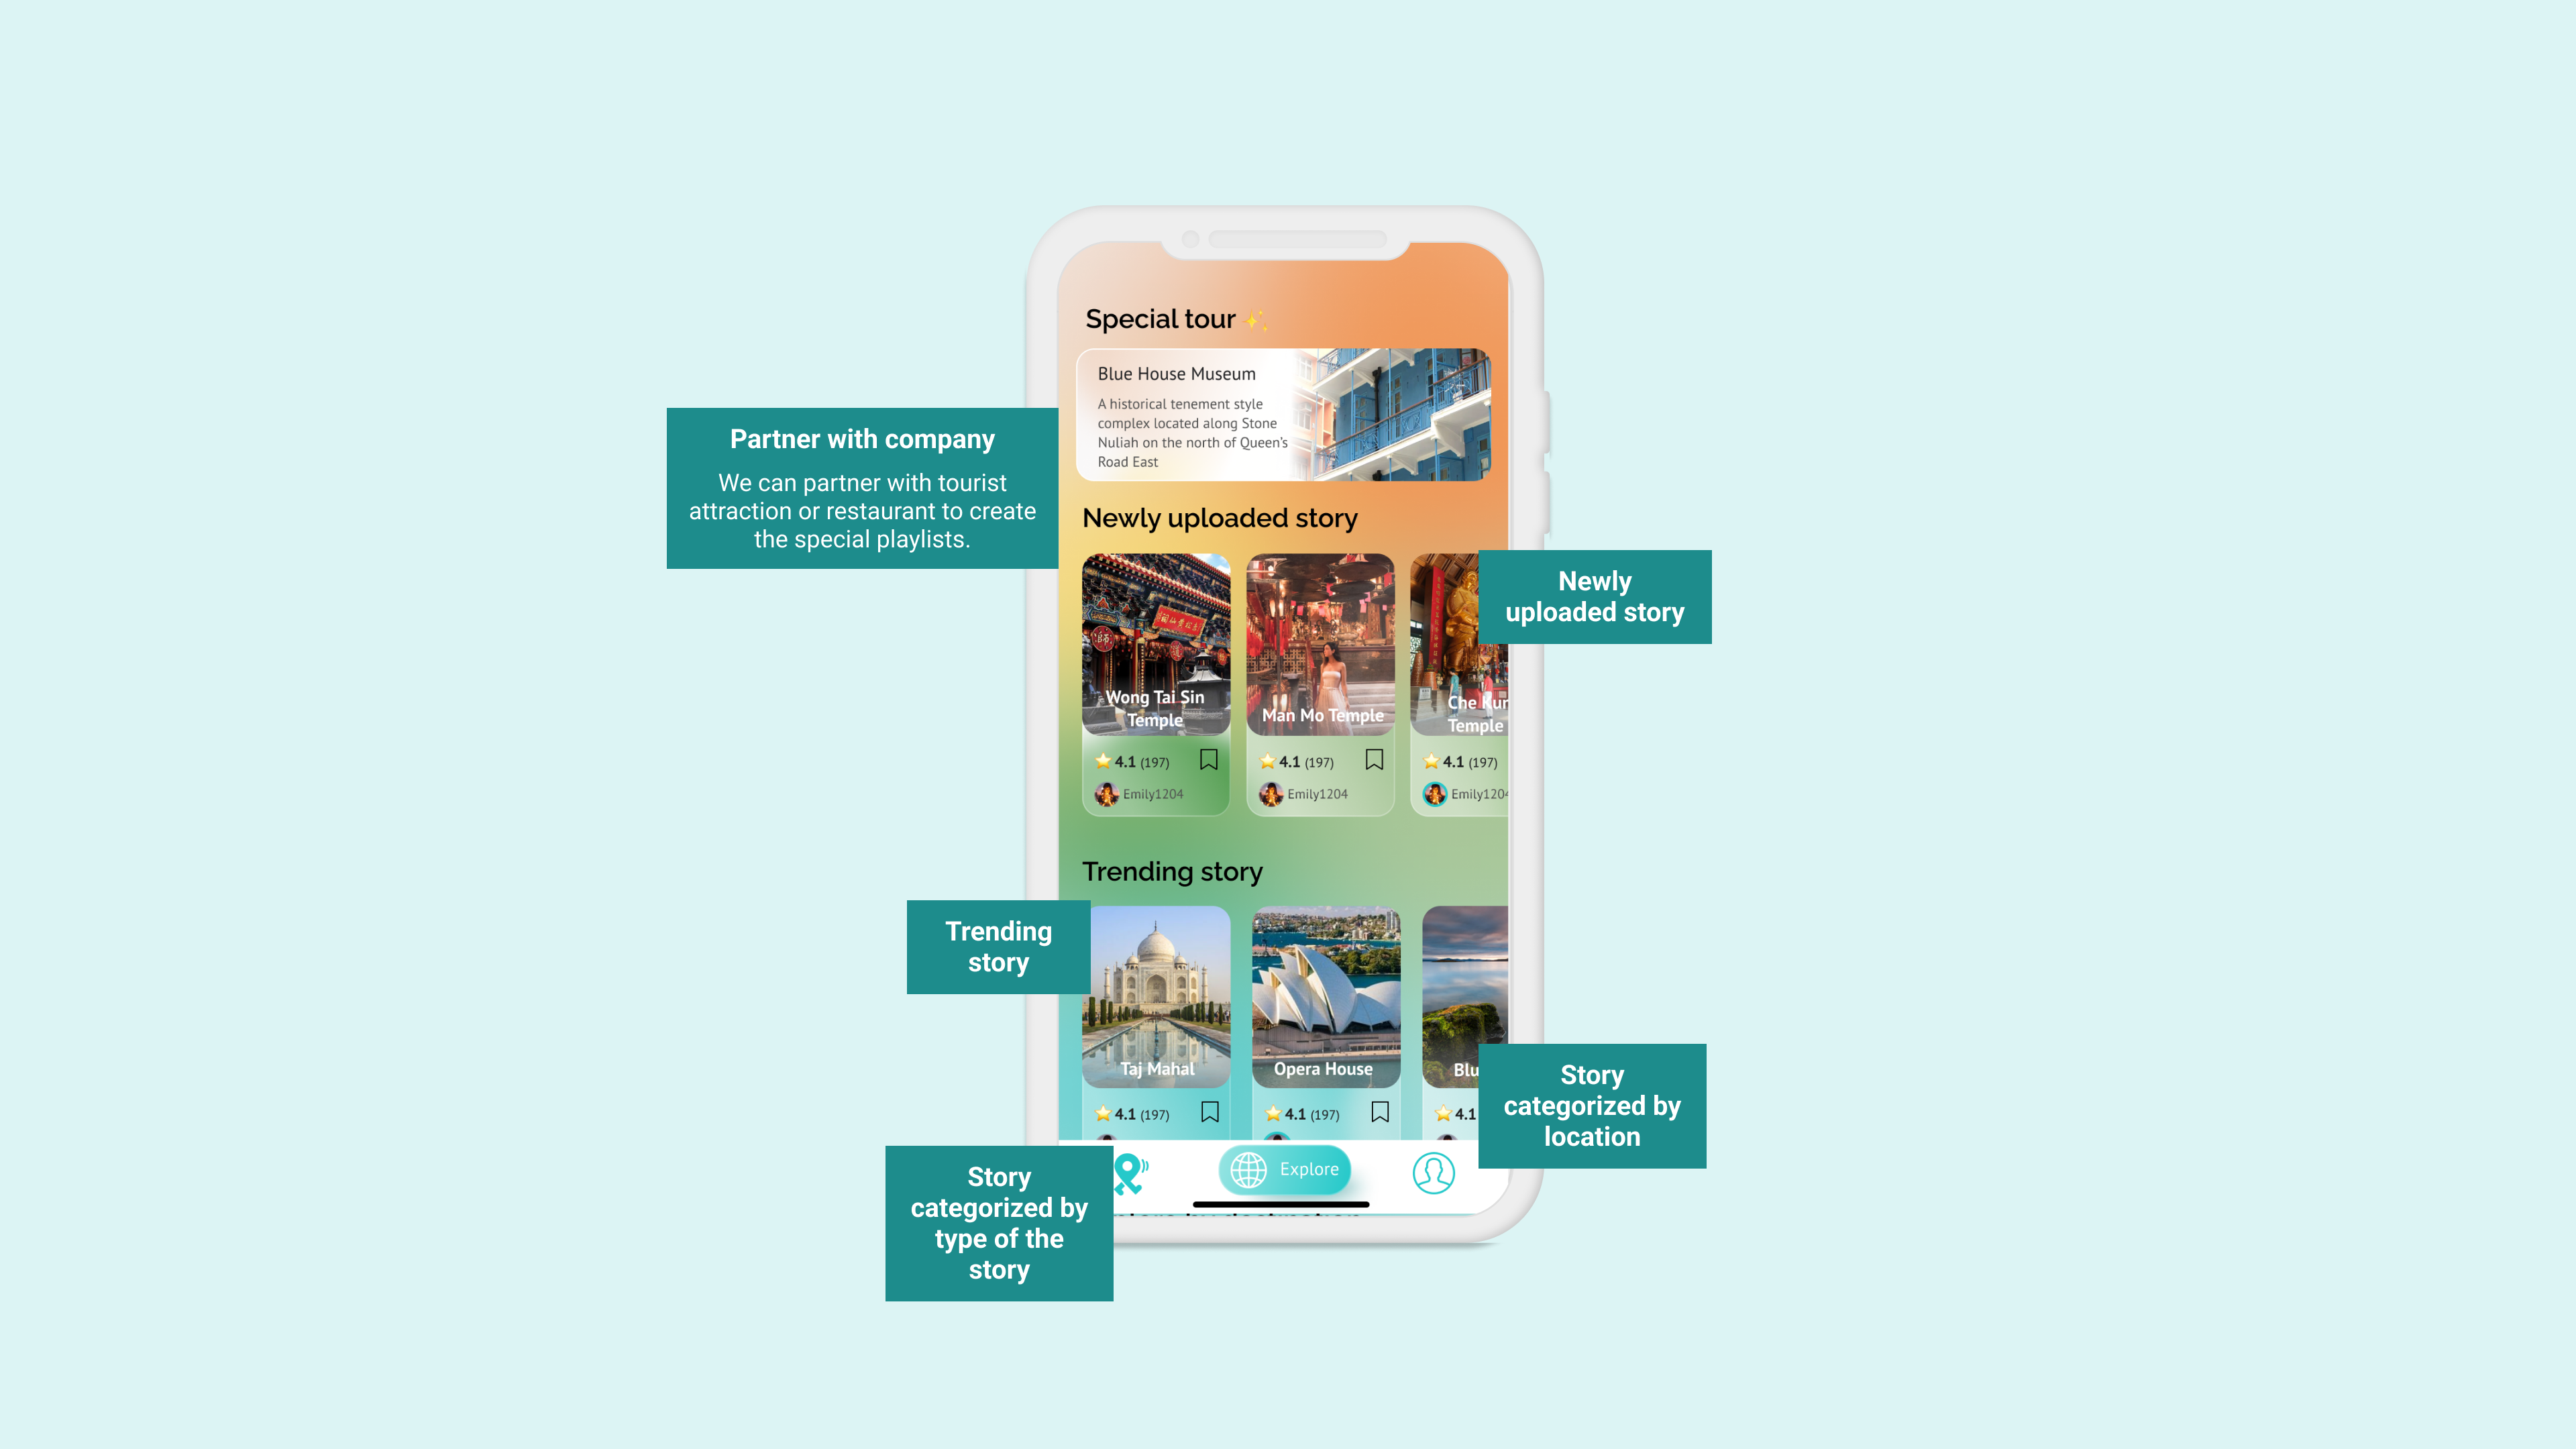 Special tour
Blue House Museum
A historical tenement style
complex located along Stone
Nuliah on the north of Queen's
Road East
Partner with company
We can partner with tourist
attraction or restaurant to create
the special playlists.
Newly uploaded story
Newly
uploaded story
Wong Tai Sin
Temple
Man Mo Temple
Che Kun
Temple
4.1 (197)
4.1 (197)
4.1 (197)
Emily1204
Emily1204
Emily1204
Trending story
Trending
story
Taj Mahal
Opera House
Blu
4.1 (197)
4.1 (197)
4.1
Story
categorized by
location
Explore
Story
categorized by
type of the
story